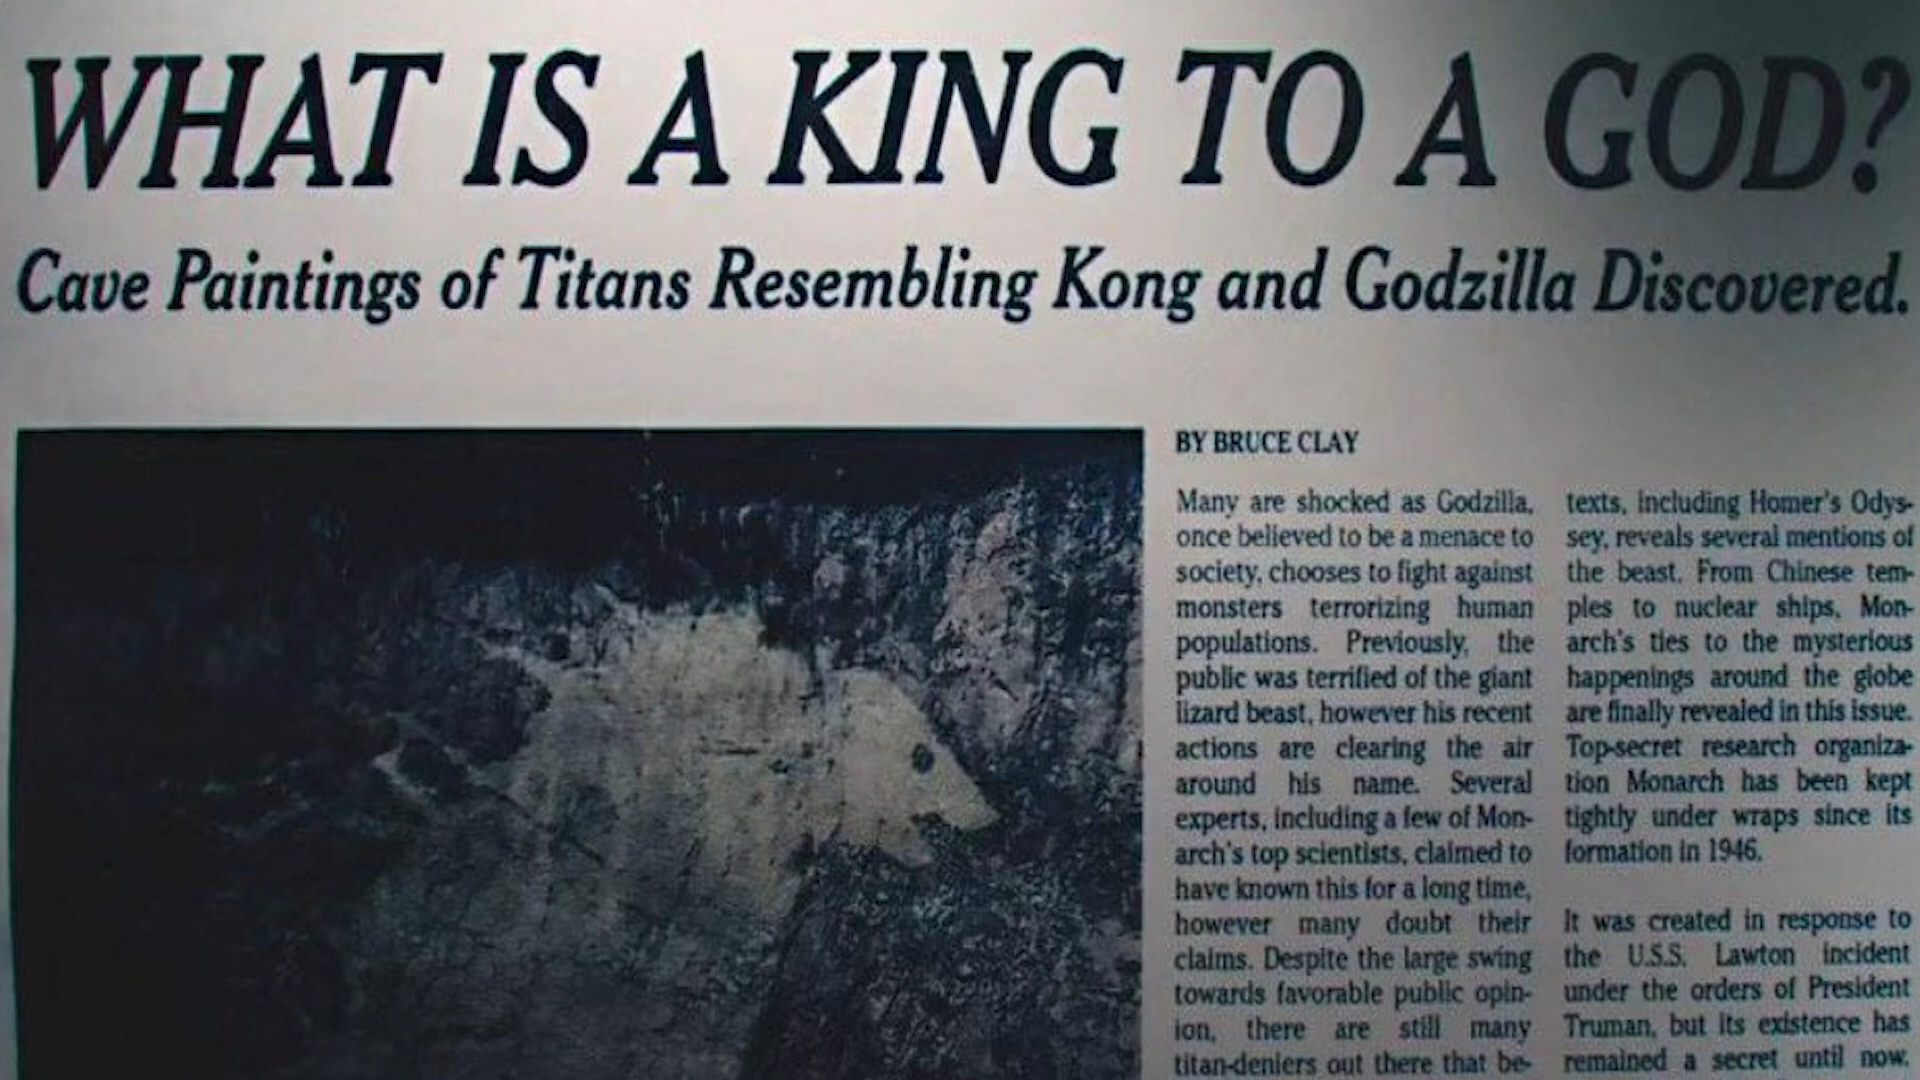 WHAT IS A KING TO A GOD?
Cave Paintings of Titans Resembling Kong and Godzilla Discovered.
BY BRUCE CLAY
Many are shocked as Godzilla,
once believed to be a menace to
society, chooses to fight against
monsters terrorizing human
populations. Previously, the
public was terrified of the giant
lizard beast, however his recent
actions are clearing the air
around his name. Several
experts, including a few of Mon-
arch's top scientists, claimed to
have known this for a long time,
however many doubt their
claims. Despite the large swing
towards favorable public opin-
ion, there are still many
titan-deniers out there that be-
texts, including Homer's Odys-
sey, reveals several mentions of
the beast. From Chinese tem-
ples to nuclear ships, Mon-
arch's ties to the mysterious
happenings around the globe
are finally revealed in this issue.
Top-secret research organiza-
tion Monarch has been kept
tightly under wraps since its
formation in 1946.
It was created in response to
the U.S.S. Lawton incident
under the orders of President
Truman, but its existence has
remained a secret until now.